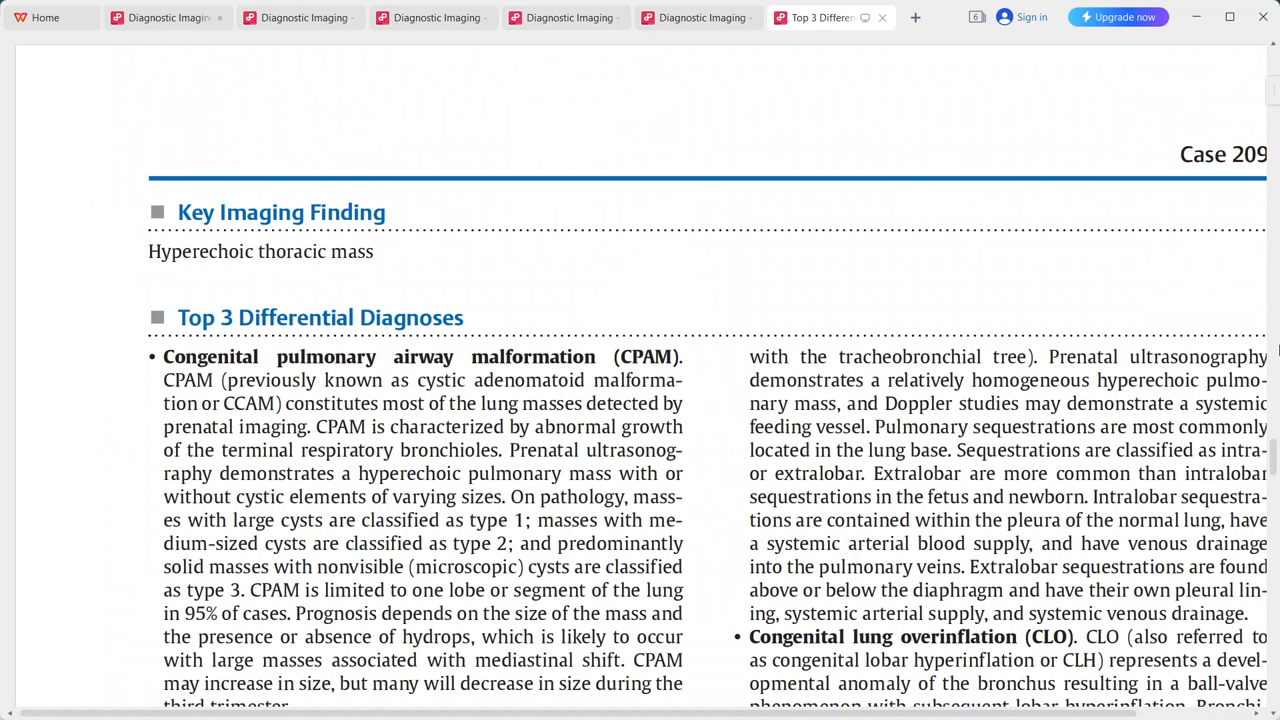 Home
Diagnostic Imagin
Diagnostic Imaging -
Diagnostic Imaging -
Diagnostic Imaging -
Diagnostic Imaging -
Top 3 Differen
6
Sign in
Upgrade now
Case 209
Key Imaging Finding
Hyperechoic thoracic mass
Top 3 Differential Diagnoses
• Congenital pulmonary airway malformation (CPAM).
CPAM (previously known as cystic adenomatoid malforma-
tion or CCAM) constitutes most of the lung masses detected by
prenatal imaging. CPAM is characterized by abnormal growth
of the terminal respiratory bronchioles. Prenatal ultrasonog-
raphy demonstrates a hyperechoic pulmonary mass with or
without cystic elements of varying sizes. On pathology, mass-
es with large cysts are classified as type 1; masses with me-
dium-sized cysts are classified as type 2; and predominantly
solid masses with nonvisible (microscopic) cysts are classified
as type 3. CPAM is limited to one lobe or segment of the lung
in 95% of cases. Prognosis depends on the size of the mass and
the presence or absence of hydrops, which is likely to occur
with large masses associated with mediastinal shift. CPAM
may increase in size, but many will decrease in size during the
third trimester.
with the tracheobronchial tree). Prenatal ultrasonography
demonstrates a relatively homogeneous hyperechoic pulmo-
nary mass, and Doppler studies may demonstrate a systemic
feeding vessel. Pulmonary sequestrations are most commonly
located in the lung base. Sequestrations are classified as intra-
or extralobar. Extralobar are more common than intralobar
sequestrations in the fetus and newborn. Intralobar sequestra-
tions are contained within the pleura of the normal lung, have
a systemic arterial blood supply, and have venous drainage
into the pulmonary veins. Extralobar sequestrations are found
above or below the diaphragm and have their own pleural lin-
ing, systemic arterial supply, and systemic venous drainage.
• Congenital lung overinflation (CLO). CLO (also referred to
as congenital lobar hyperinflation or CLH) represents a devel-
opmental anomaly of the bronchus resulting in a ball-valve
phenomenon with subsequent lobar hyperinflation. Bronchi-